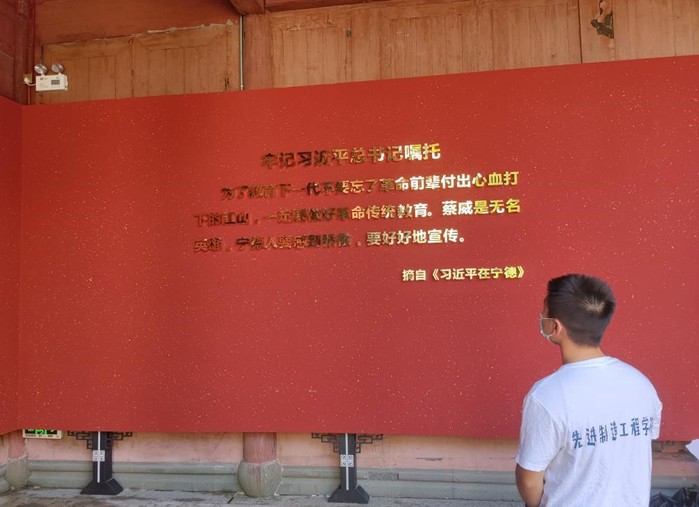 牢记习近平总书记嘱托
为了教育下一代不要忘了革命前辈付出心血打
下的江山，一定要做好革命传统教育。蔡威是无名
英雄，宁德人要感到骄傲，要好好地宣传。
摘自《习近平在宁德》
先进制造工程学